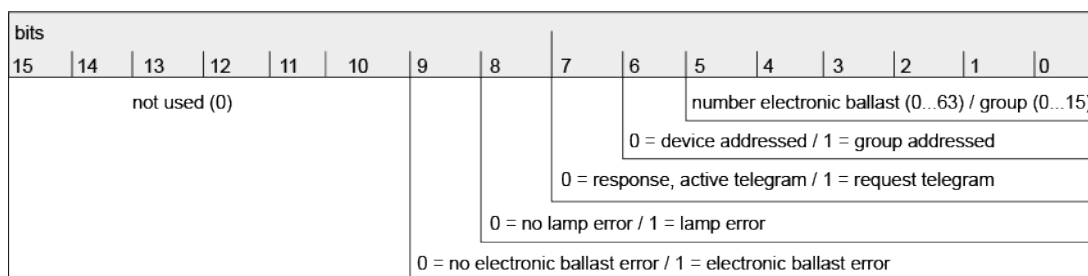 bits
15 14 13 12 11 10 9 8 7 6 5 4 3 2 1 0
not used (0) number electronic ballast (0...63) / group (0...15)
0 = device addressed / 1 = group addressed
0 = response, active telegram / 1 = request telegram
0 = no lamp error / 1 = lamp error
0 = no electronic ballast error / 1 = electronic ballast error